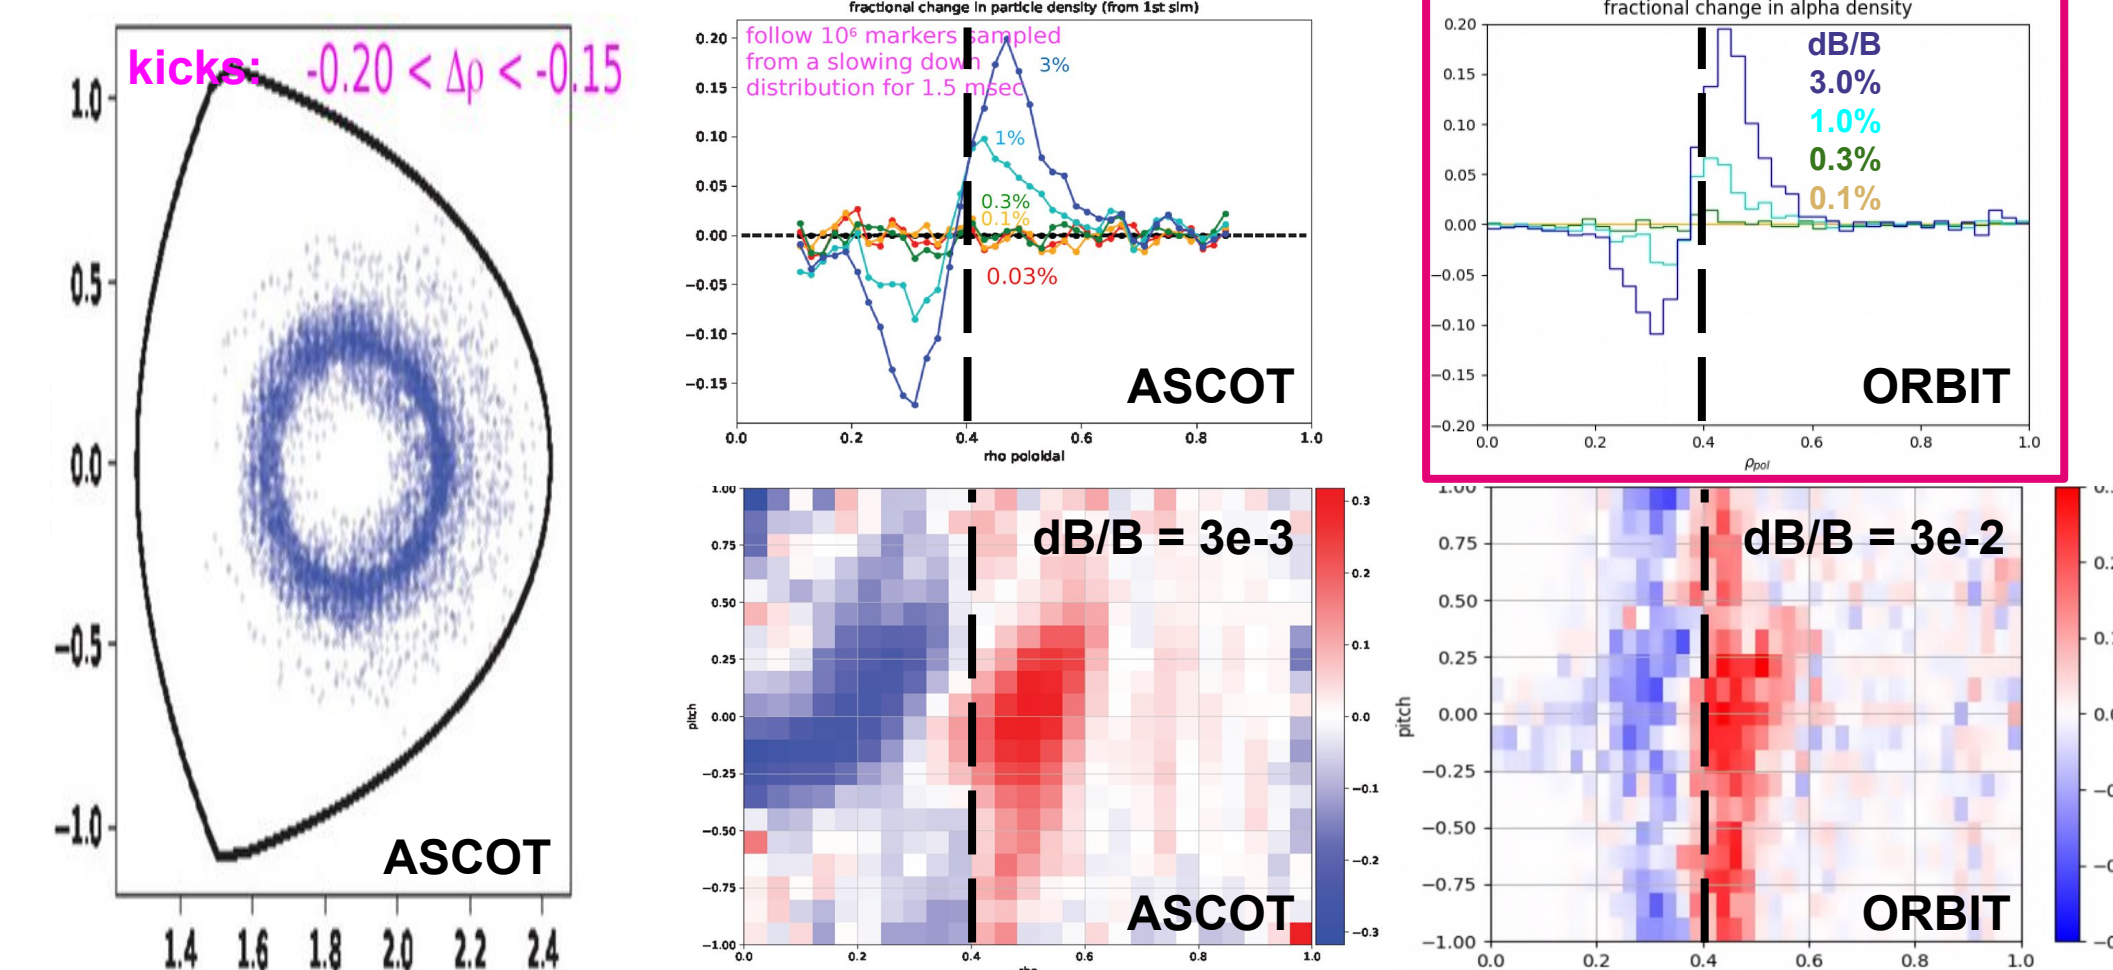 kicks: -0.20 < Δρ < -0.15
1.0
0.5
0.0
−0.5
−1.0
ASCOT
1.4 1.6 1.8 2.0 2.2 2.4
fractional change in particle density (from 1st sim)
follow 10⁶ markers sampled
from a slowing down
distribution for 1.5 msec
3%
1%
0.3%
0.1%
0.03%
0.20
0.15
0.10
0.05
0.00
−0.05
−0.10
−0.15
ASCOT
0.0 0.2 0.4 0.6 0.8 1.0
rho poloidal
fractional change in alpha density
dB/B
3.0%
1.0%
0.3%
0.1%
0.20
0.15
0.10
0.05
0.00
−0.05
−0.10
−0.15
−0.20
ORBIT
0.0 0.2 0.4 0.6 0.8 1.0
ρpol
dB/B = 3e-3
1.00
0.75
0.50
0.25
0.00
−0.25
−0.50
−0.75
−1.00
pitch
ASCOT
0.0 0.2 0.4 0.6 0.8 1.0
rho
0.3
0.2
0.1
0.0
−0.1
−0.2
−0.3
dB/B = 3e-2
1.00
0.75
0.50
0.25
0.00
−0.25
−0.50
−0.75
−1.00
pitch
ORBIT
0.0 0.2 0.4 0.6 0.8 1.0